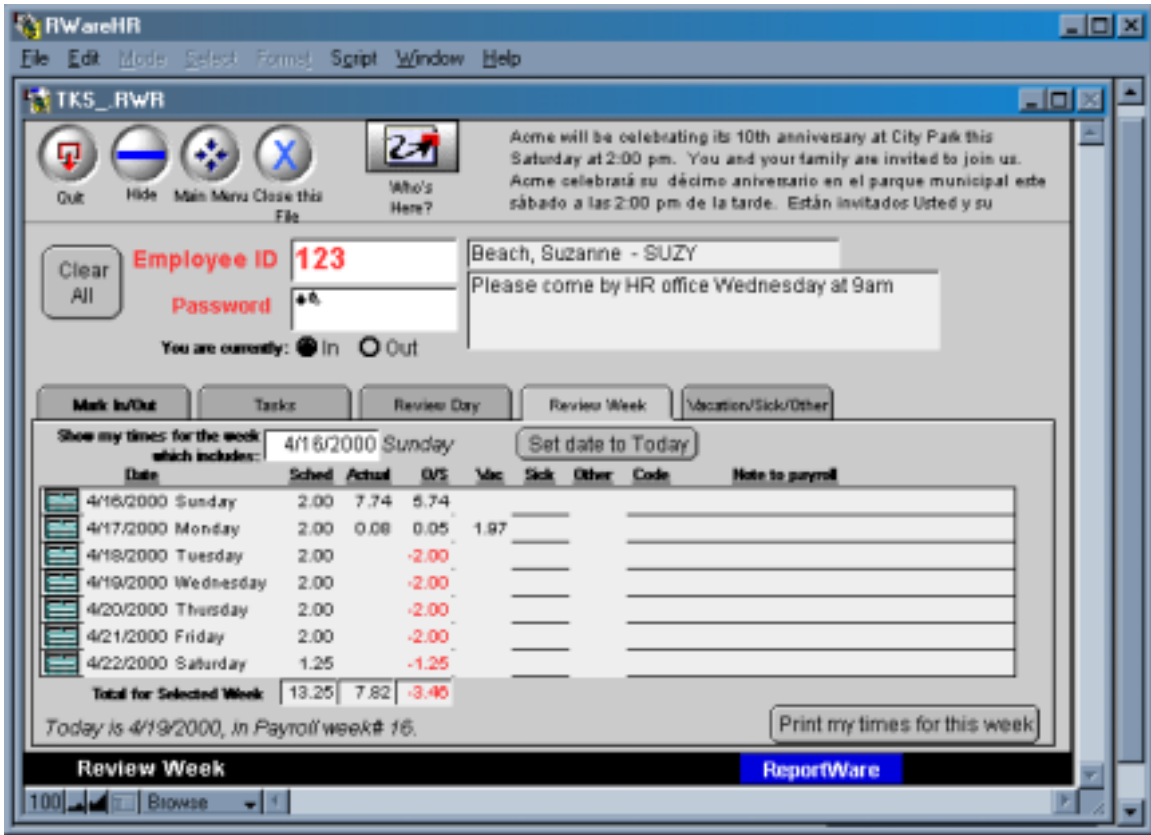 RWareHR
File Edit Mode Select Format Script Window Help
TKS_.RWR
Quit
Hide
Main Menu
Close this
File
Who's
Here?
Acme will be celebrating its 10th anniversary at City Park this
Saturday at 2:00 pm. You and your family are invited to join us.
Acme celebrará su décimo aniversario en el parque municipal este
sábado a las 2:00 pm de la tarde. Están invitados Usted y su
Clear
All
Employee ID 123
Beach, Suzanne - SUZY
Password
Please come by HR office Wednesday at 9am
You are currently: In Out
Mark In/Out Tasks Review Day Review Week Vacation/Sick/Other
Show my times for the week
which includes: 4/16/2000 Sunday
Set date to Today
Date Sched Actual O/S Vac Sick Other Code Note to payroll
4/16/2000 Sunday 2.00 7.74 5.74
4/17/2000 Monday 2.00 0.08 0.05 1.97
4/18/2000 Tuesday 2.00 -2.00
4/19/2000 Wednesday 2.00 -2.00
4/20/2000 Thursday 2.00 -2.00
4/21/2000 Friday 2.00 -2.00
4/22/2000 Saturday 1.25 -1.25
Total for Selected Week 13.25 7.82 -3.46
Today is 4/19/2000, in Payroll week# 16.
Print my times for this week
Review Week
ReportWare
100 Browse